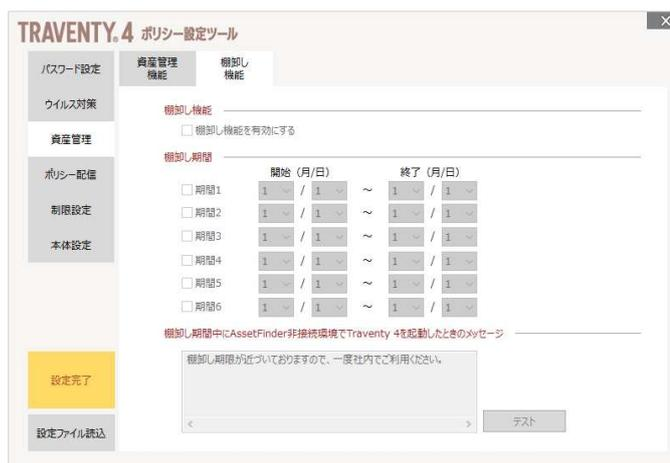 TRAVENTY® 4 ポリシー設定ツール
パスワード設定
ウイルス対策
資産管理
ポリシー配信
制限設定
本体設定
設定完了
設定ファイル読込
資産管理
機能
棚卸し
機能
棚卸し機能
棚卸し機能を有効にする
棚卸し期間
開始（月/日） 終了（月/日）
期間1 1 / 1 ～ 1 / 1
期間2 1 / 1 ～ 1 / 1
期間3 1 / 1 ～ 1 / 1
期間4 1 / 1 ～ 1 / 1
期間5 1 / 1 ～ 1 / 1
期間6 1 / 1 ～ 1 / 1
棚卸し期間中にAssetFinder非接続環境でTraventy 4を起動したときのメッセージ
棚卸し期限が近づいておりますので、一度社内でご利用ください。
テスト